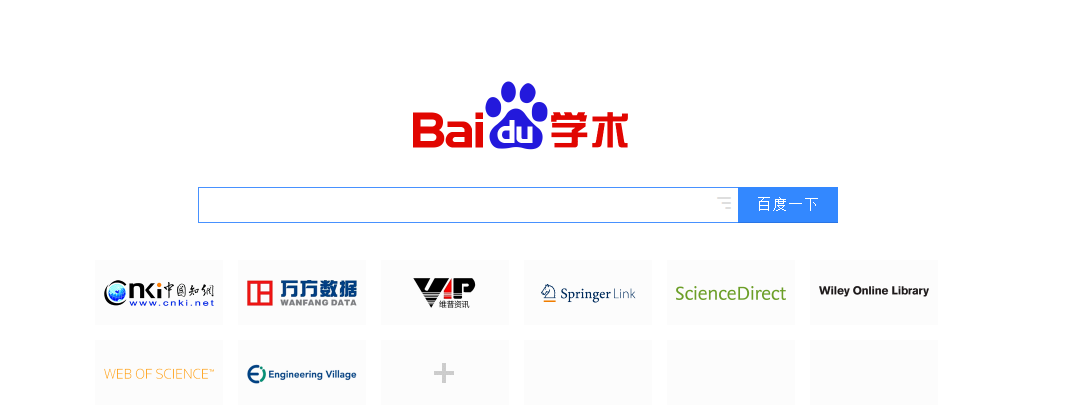 Baidu学术
百度一下
CNKI中国知網
www.cnki.net
万方数据
WANFANG DATA
VIP
维普资讯
Springer Link
ScienceDirect
Wiley Online Library
WEB OF SCIENCE™
Engineering Village